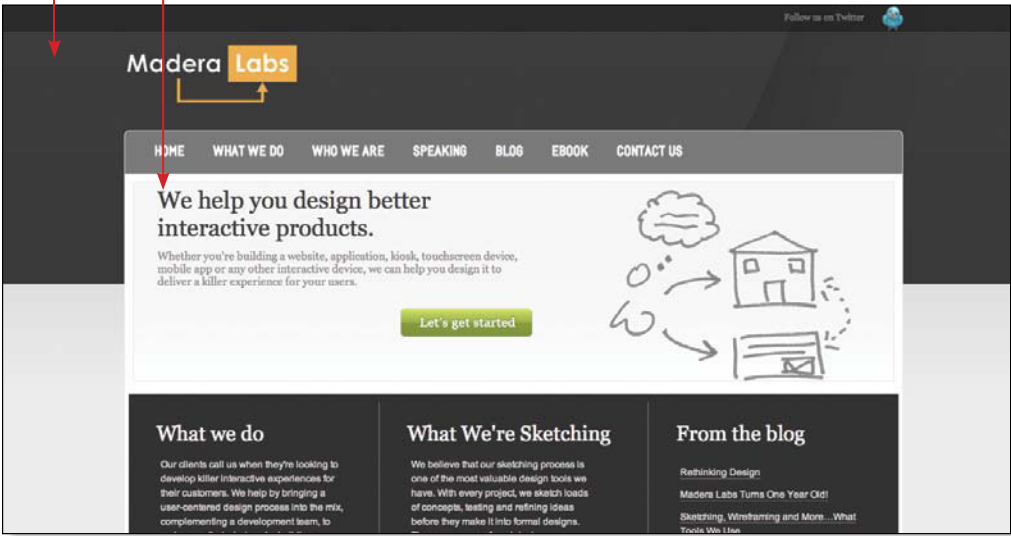 Follow us on Twitter
Madera Labs
HOME WHAT WE DO WHO WE ARE SPEAKING BLOG EBOOK CONTACT US
We help you design better
interactive products.
Whether you're building a website, application, kiosk, touchscreen device,
mobile app or any other interactive device, we can help you design it to
deliver a killer experience for your users.
Let's get started
What we do
Our clients call us when they're looking to
develop killer interactive experiences for
their customers. We help by bringing a
user-centered design process into the mix,
complementing a development team, to
What We're Sketching
We believe that our sketching process is
one of the most valuable design tools we
have. With every project, we sketch loads
of concepts, testing and refining ideas
before they make it into formal designs.
From the blog
Rethinking Design
Madera Labs Turns One Year Old!
Sketching, Wireframing and More...What
Tools We Use